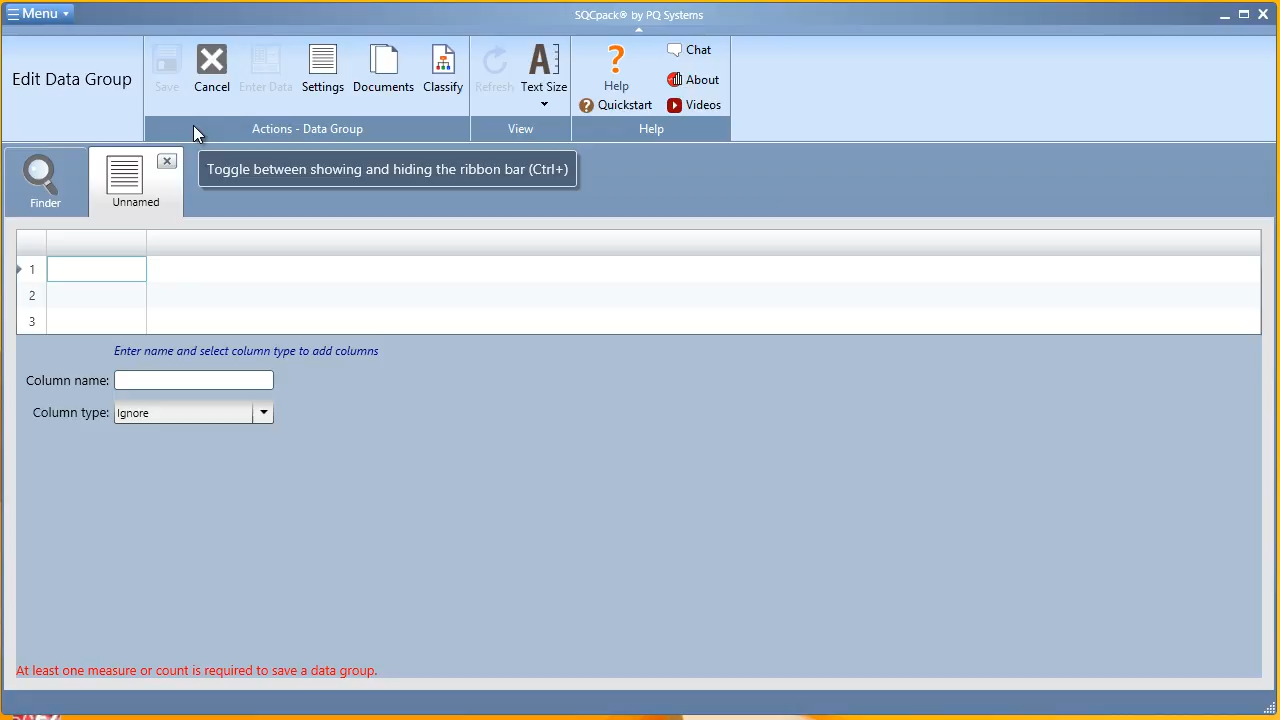 Menu
SQCpack® by PQ Systems
Edit Data Group
Save
Cancel
Enter Data
Settings
Documents
Classify
Refresh
Text Size
Help
Quickstart
Chat
About
Videos
Actions - Data Group
View
Help
Toggle between showing and hiding the ribbon bar (Ctrl+)
Finder
Unnamed
1
2
3
Enter name and select column type to add columns
Column name:
Column type: Ignore
At least one measure or count is required to save a data group.